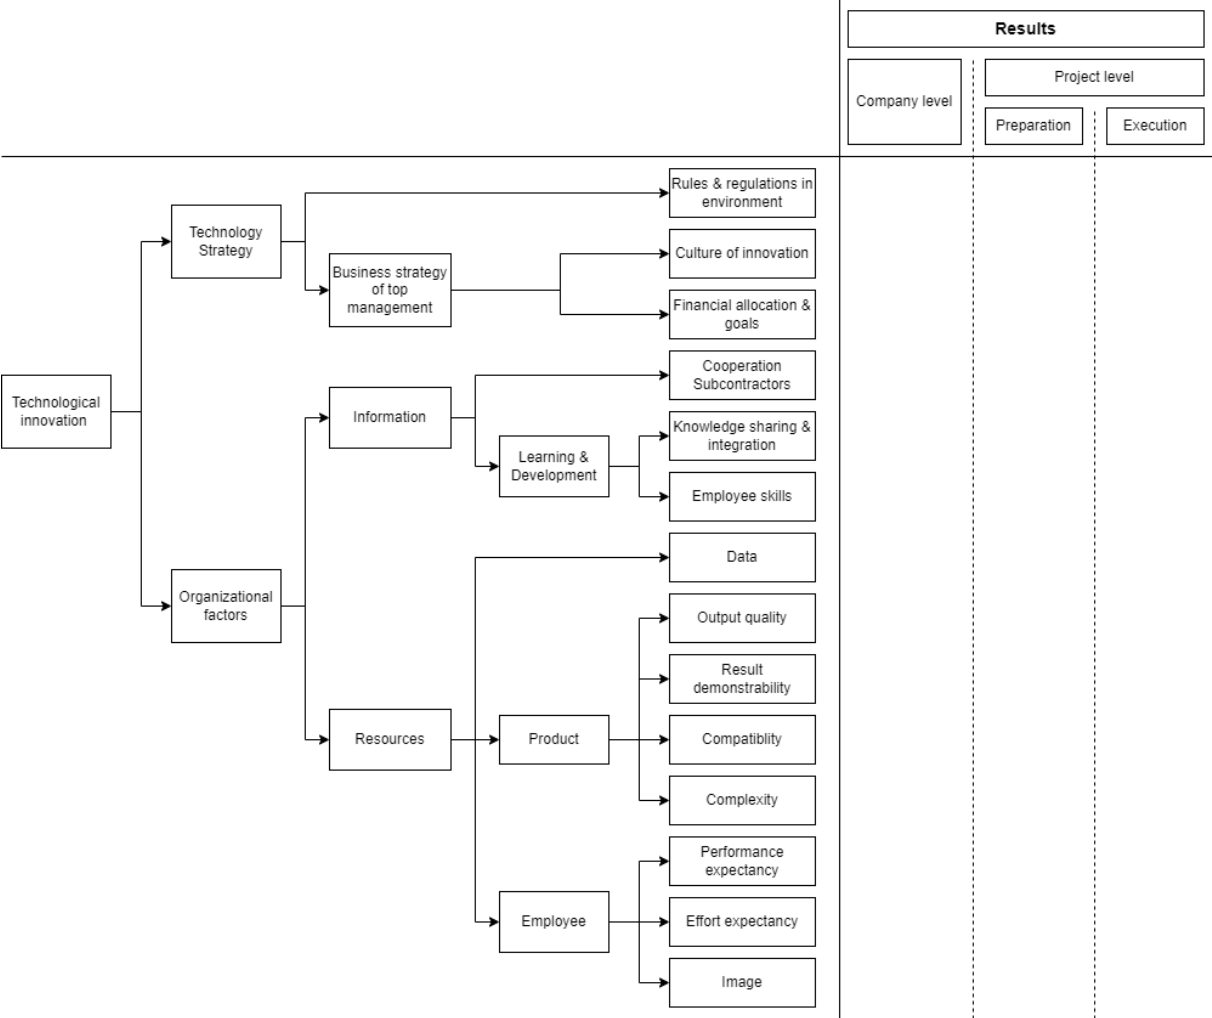 Results
Company level
Project level
Preparation
Execution
Rules & regulations in
environment
Technology
Strategy
Culture of innovation
Business strategy
of top
management
Financial allocation &
goals
Cooperation
Subcontractors
Technological
innovation
Information
Knowledge sharing &
integration
Learning &
Development
Employee skills
Data
Organizational
factors
Output quality
Result
demonstrability
Resources
Product
Compatiblity
Complexity
Performance
expectancy
Employee
Effort expectancy
Image